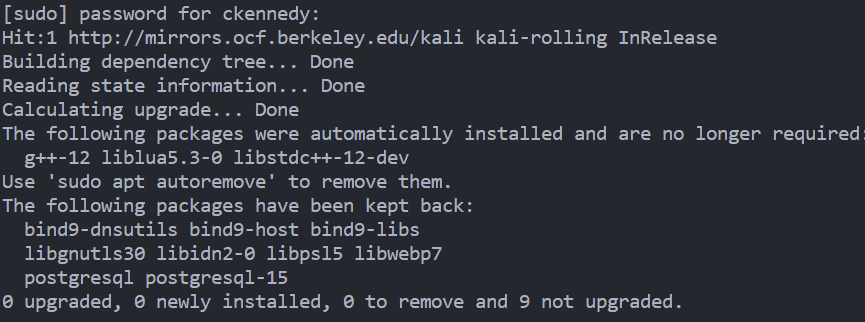 [sudo] password for ckennedy:
Hit:1 http://mirrors.ocf.berkeley.edu/kali kali-rolling InRelease
Building dependency tree... Done
Reading state information... Done
Calculating upgrade... Done
The following packages were automatically installed and are no longer required:
  g++-12 liblua5.3-0 libstdc++-12-dev
Use 'sudo apt autoremove' to remove them.
The following packages have been kept back:
  bind9-dnsutils bind9-host bind9-libs
  libgnutls30 libidn2-0 libpsl5 libwebp7
  postgresql postgresql-15
0 upgraded, 0 newly installed, 0 to remove and 9 not upgraded.